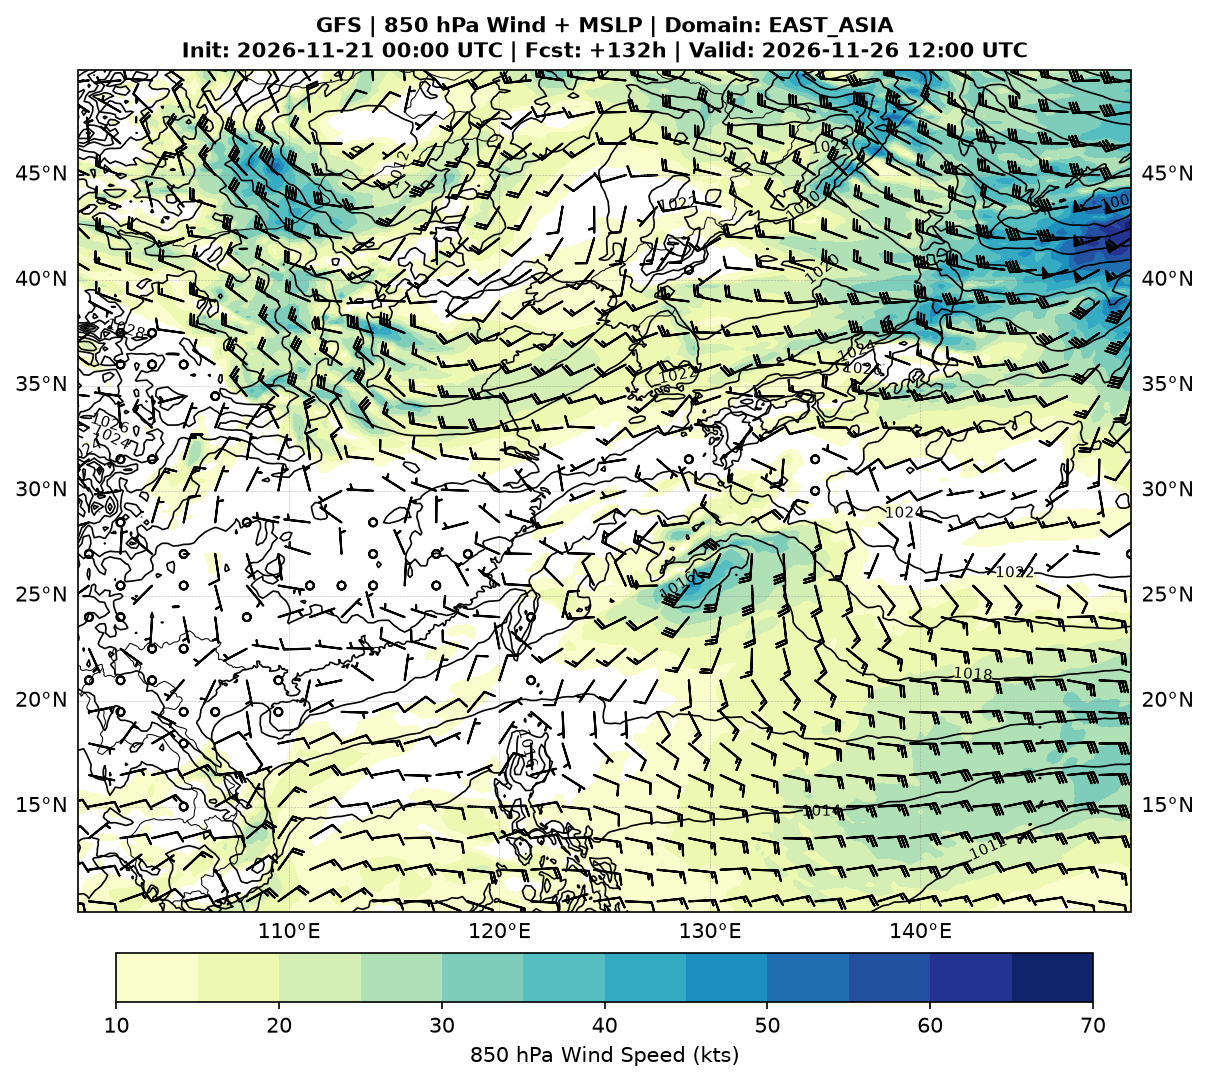 GFS | 850 hPa Wind + MSLP | Domain: EAST_ASIA
Init: 2026-11-21 00:00 UTC | Fcst: +132h | Valid: 2026-11-26 12:00 UTC
45°N 45°N
40°N 40°N
35°N 35°N
30°N 30°N
25°N 25°N
20°N 20°N
15°N 15°N
1020
1028
1024
1026
1024
1024
1022
1016
1018
1014
110°E 120°E 130°E 140°E
10 20 30 40 50 60 70
850 hPa Wind Speed (kts)